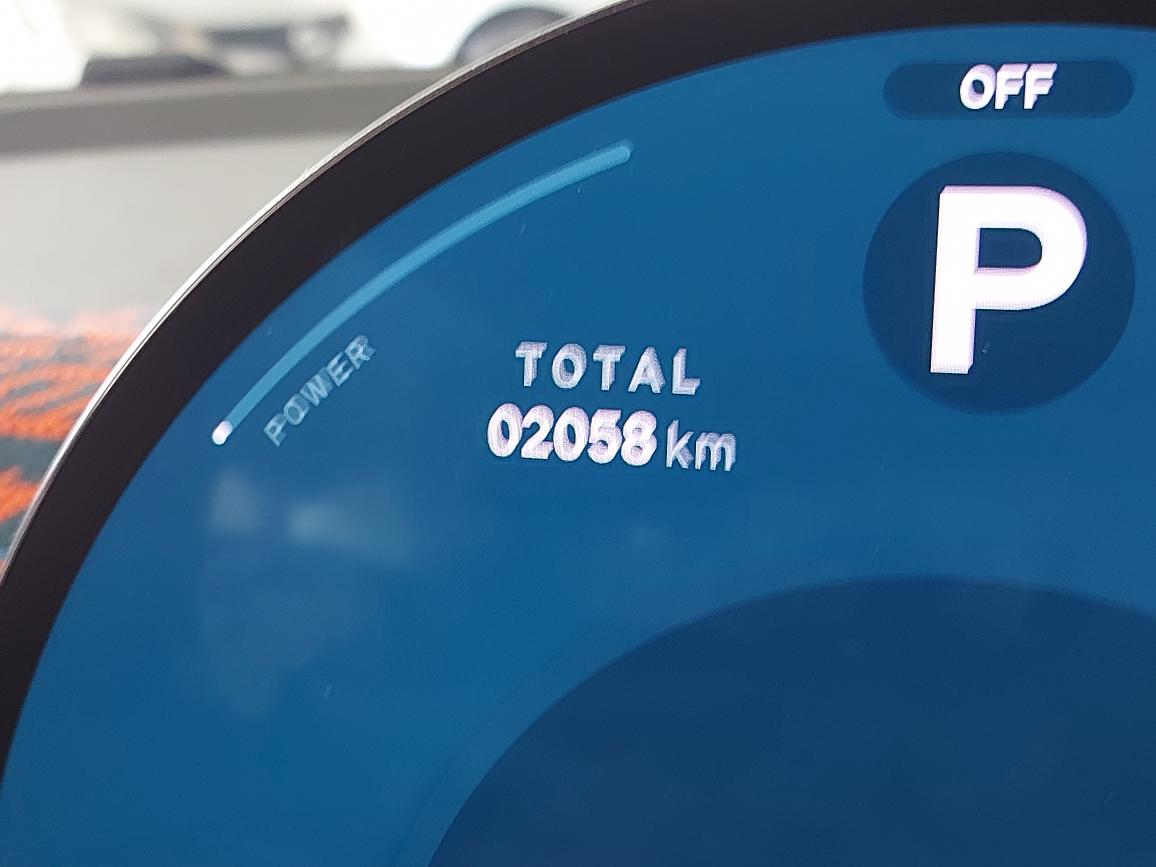 OFF
P
POWER
TOTAL
02058 km